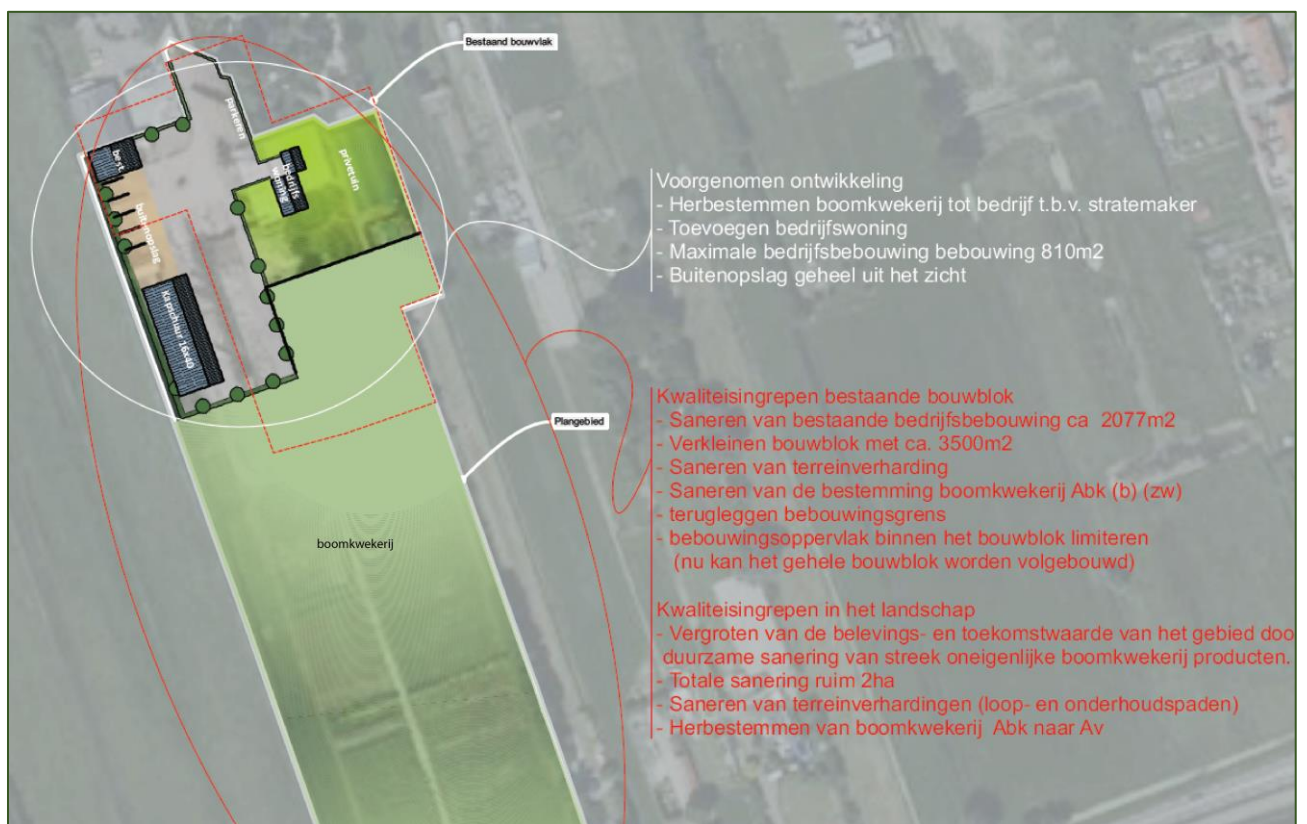 Bestaand bouwvlak
parkeren
best.
privetuin
bedrijfs
woning
buitenopslag
Kapschuur 16x40
Voorgenomen ontwikkeling
- Herbestemmen boomkwekerij tot bedrijf t.b.v. stratemaker
- Toevoegen bedrijfswoning
- Maximale bedrijfsbebouwing bebouwing 810m2
- Buitenopslag geheel uit het zicht
Kwaliteisingrepen bestaande bouwblok
- Saneren van bestaande bedrijfsbebouwing ca 2077m2
- Verkleinen bouwblok met ca. 3500m2
- Saneren van terreinverharding
- Saneren van de bestemming boomkwekerij Abk (b) (zw)
- terugleggen bebouwingsgrens
- bebouwingsoppervlak binnen het bouwblok limiteren
(nu kan het gehele bouwblok worden volgebouwd)
Plangebied
boomkwekerij
Kwaliteisingrepen in het landschap
- Vergroten van de belevings- en toekomstwaarde van het gebied doo
duurzame sanering van streek oneigenlijke boomkwekerij producten.
- Totale sanering ruim 2ha
- Saneren van terreinverhardingen (loop- en onderhoudspaden)
- Herbestemmen van boomkwekerij Abk naar Av